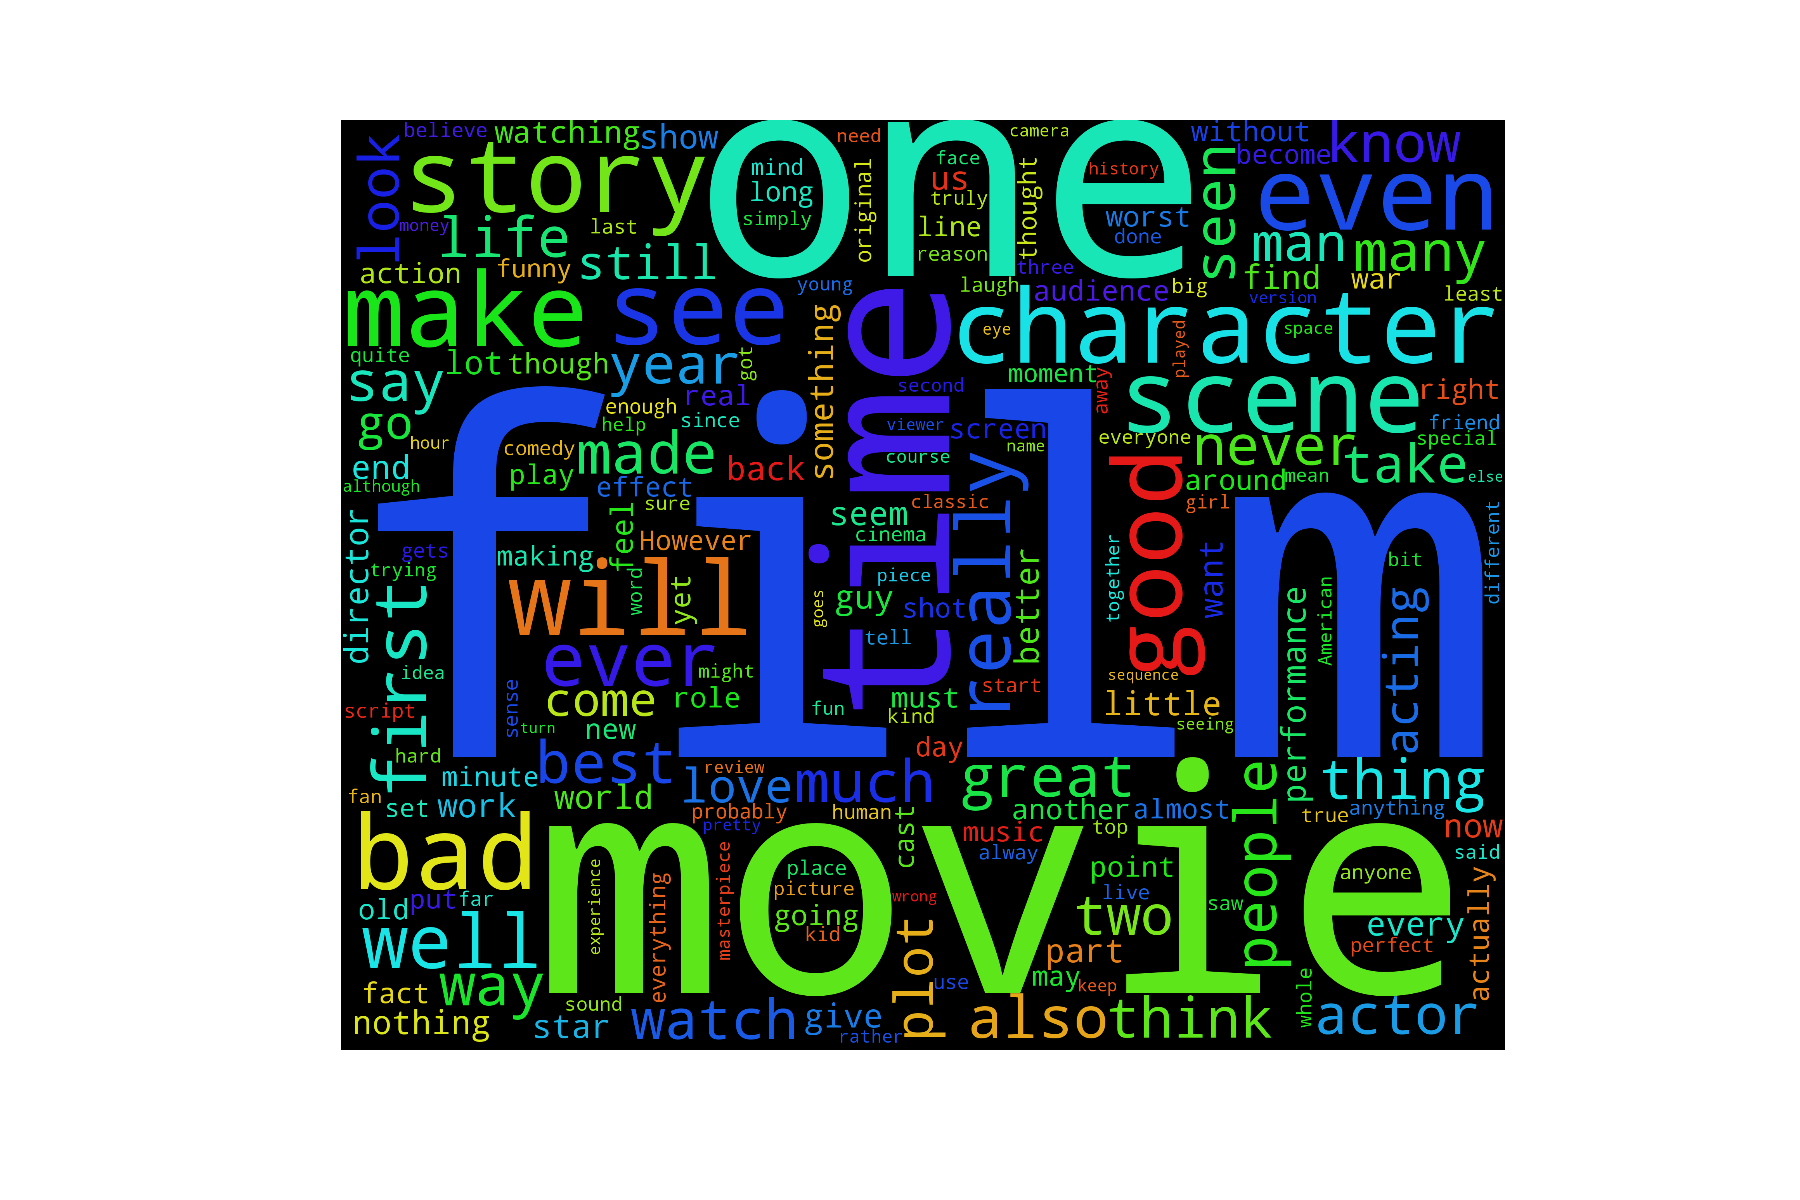 believe watching show one need camera without become know
look story mind long simply original face us truly history thought worst done seen even
money life last line reason man many
action funny still young three laugh audience big find war version least
make see something time character eye space played
quite lot though year got say real second moment away scene right
go hour enough help since viewer screen name everyone never friend special
end comedy play made back course around mean take else
although effect film sure classic good girl
director gets trying feel However making will word yet seem cinema really together want different
first piece guy shot goes tell better performance American acting bit
idea ever might come role must start sequence little
script sense turn new fun kind seeing
hard best day
minute review love much great people thing
fan set work world probably pretty human another almost true anything now
bad movie cast music alway top point said
experience everything masterpiece place picture going kid wrong live two saw anyone every
old put far well plot part perfect actually
fact way sound use may keep whole
nothing star watch give rather also think actor